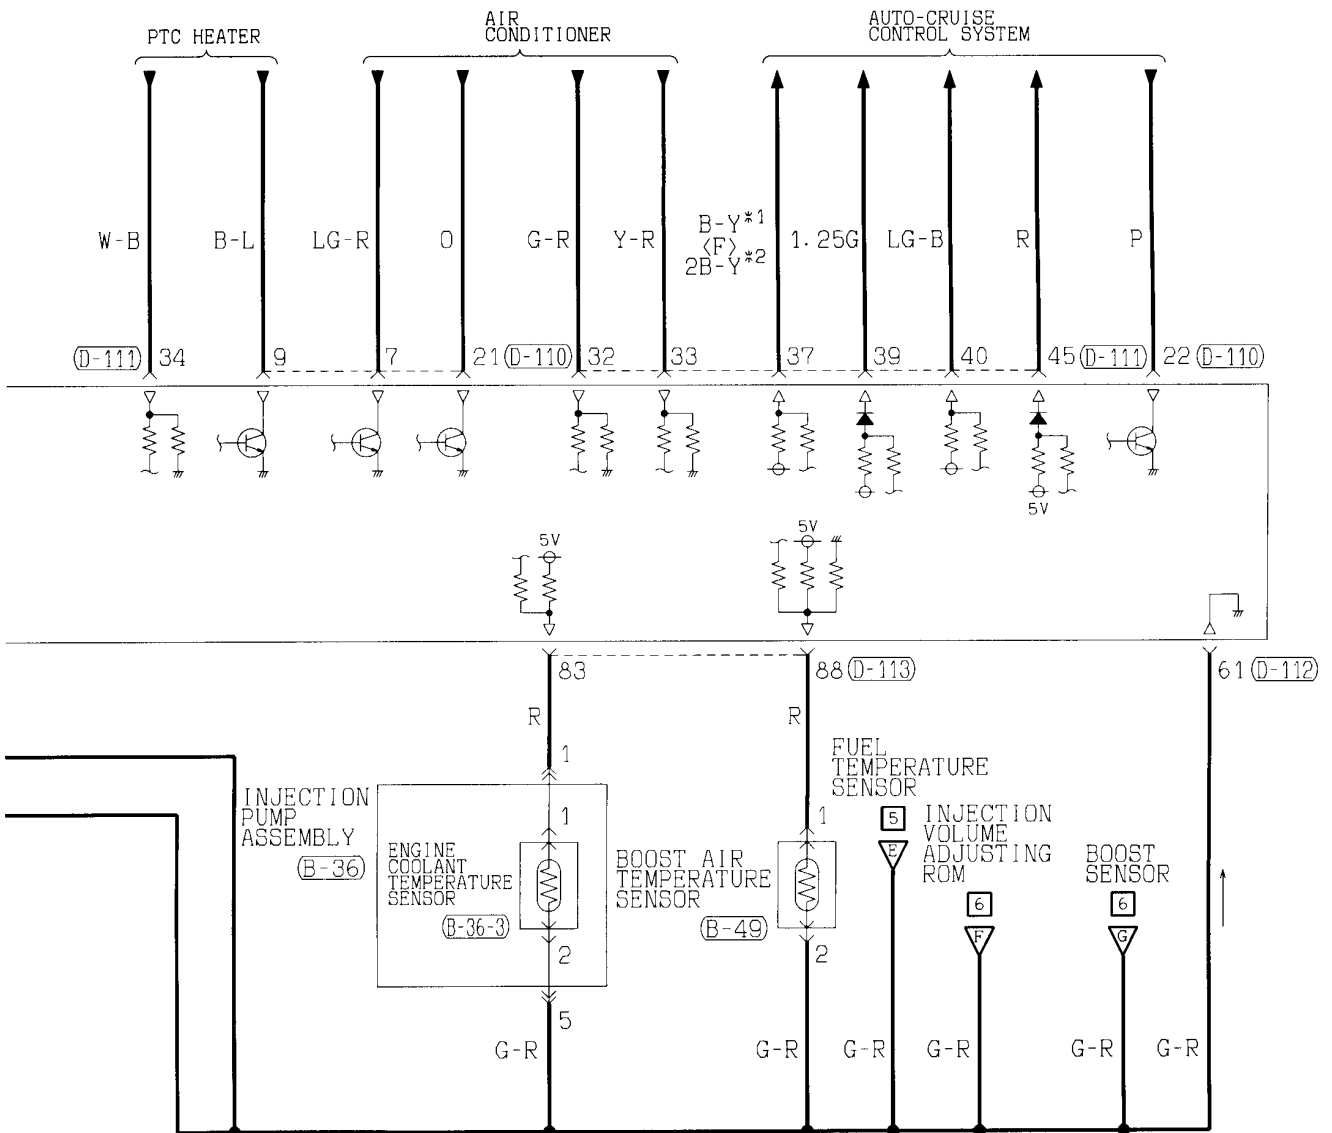 PTC HEATER
AIR
CONDITIONER
AUTO-CRUISE
CONTROL SYSTEM
W-B
B-L
LG-R
O
G-R
Y-R
B-Y*1
<F>
2B-Y*2
1.25G
LG-B
R
P
D-111
34
9
7
21
D-110
32
33
37
39
40
45
D-111
22
D-110
5V
5V
5V
83
88
D-113
61
D-112
R
R
1
INJECTION
PUMP
ASSEMBLY
B-36
1
ENGINE
COOLANT
TEMPERATURE
SENSOR
B-36-3
2
5
BOOST AIR
TEMPERATURE
SENSOR
B-49
1
2
FUEL
TEMPERATURE
SENSOR
5
E
INJECTION
VOLUME
ADJUSTING
ROM
6
F
BOOST
SENSOR
6
G
G-R
G-R
G-R
G-R
G-R
G-R